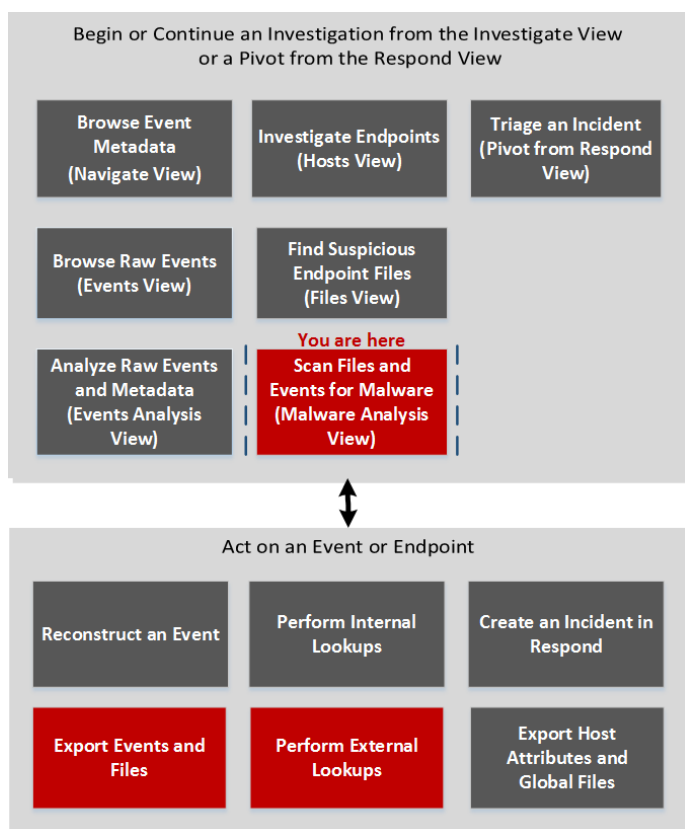 Begin or Continue an Investigation from the Investigate View
or a Pivot from the Respond View
Browse Event
Metadata
(Navigate View)
Investigate Endpoints
(Hosts View)
Triage an Incident
(Pivot from Respond
View)
Browse Raw Events
(Events View)
Find Suspicious
Endpoint Files
(Files View)
Analyze Raw Events
and Metadata
(Events Analysis
View)
You are here
Scan Files and
Events for Malware
(Malware Analysis
View)
Act on an Event or Endpoint
Reconstruct an Event
Perform Internal
Lookups
Create an Incident in
Respond
Export Events and
Files
Perform External
Lookups
Export Host
Attributes and
Global Files